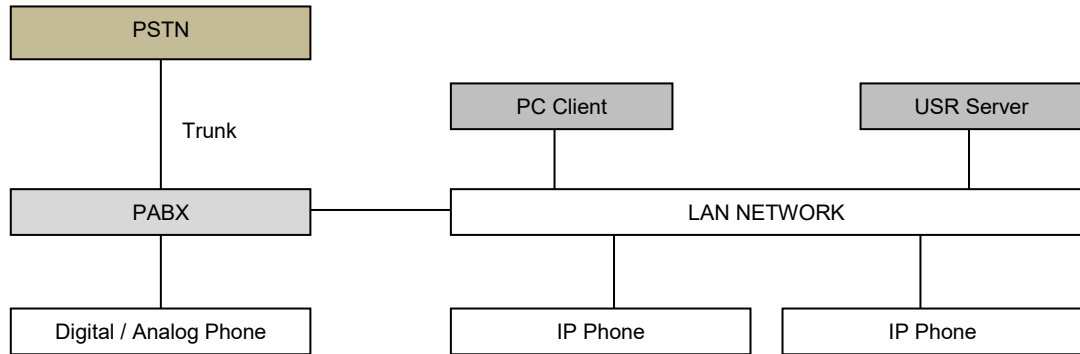 PSTN
PC Client
USR Server
Trunk
PABX
LAN NETWORK
Digital / Analog Phone
IP Phone
IP Phone